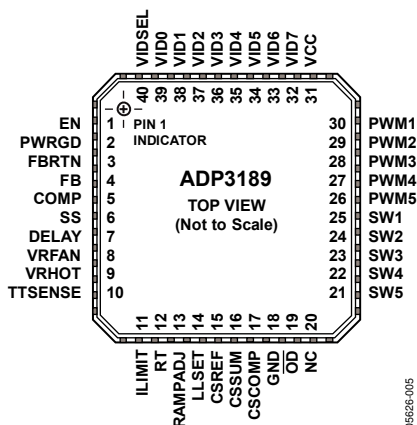 VIDSEL
VID0
VID1
VID2
VID3
VID4
VID5
VID6
VID7
VCC
40
39
38
37
36
35
34
33
32
31
EN 1
PWRGD 2
FBRTN 3
FB 4
COMP 5
SS 6
DELAY 7
VRFAN 8
VRHOT 9
TTSENSE 10
PIN 1
INDICATOR
ADP3189
TOP VIEW
(Not to Scale)
30 PWM1
29 PWM2
28 PWM3
27 PWM4
26 PWM5
25 SW1
24 SW2
23 SW3
22 SW4
21 SW5
11
12
13
14
15
16
17
18
19
20
ILIMIT
RT
RAMPADJ
LLSET
CSREF
CSSUM
CSCOMP
GND
OD
NC
05626-005